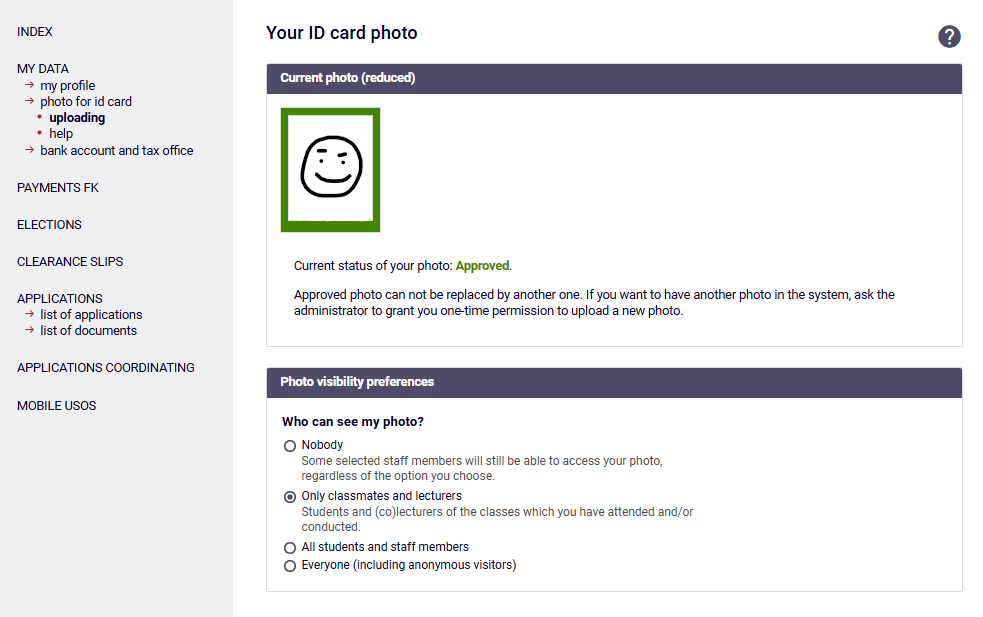 INDEX
MY DATA
my profile
photo for id card
uploading
help
bank account and tax office
PAYMENTS FK
ELECTIONS
CLEARANCE SLIPS
APPLICATIONS
list of applications
list of documents
APPLICATIONS COORDINATING
MOBILE USOS
Your ID card photo
?
Current photo (reduced)
Current status of your photo: Approved.
Approved photo can not be replaced by another one. If you want to have another photo in the system, ask the
administrator to grant you one-time permission to upload a new photo.
Photo visibility preferences
Who can see my photo?
Nobody
Some selected staff members will still be able to access your photo,
regardless of the option you choose.
Only classmates and lecturers
Students and (co)lecturers of the classes which you have attended and/or
conducted.
All students and staff members
Everyone (including anonymous visitors)